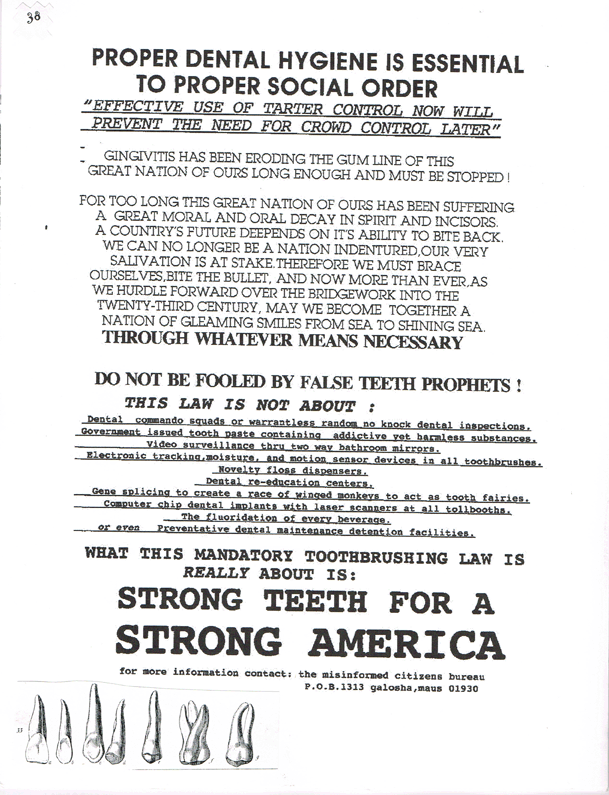 38
PROPER DENTAL HYGIENE IS ESSENTIAL
TO PROPER SOCIAL ORDER
"EFFECTIVE USE OF TARTER CONTROL NOW WILL
PREVENT THE NEED FOR CROWD CONTROL LATER"
GINGIVITIS HAS BEEN ERODING THE GUM LINE OF THIS
GREAT NATION OF OURS LONG ENOUGH AND MUST BE STOPPED !
FOR TOO LONG THIS GREAT NATION OF OURS HAS BEEN SUFFERING
A GREAT MORAL AND ORAL DECAY IN SPIRIT AND INCISORS.
A COUNTRY'S FUTURE DEEPENDS ON IT'S ABILITY TO BITE BACK.
WE CAN NO LONGER BE A NATION INDENTURED,OUR VERY
SALIVATION IS AT STAKE.THEREFORE WE MUST BRACE
OURSELVES,BITE THE BULLET, AND NOW MORE THAN EVER,AS
WE HURDLE FORWARD OVER THE BRIDGEWORK INTO THE
TWENTY-THIRD CENTURY, MAY WE BECOME TOGETHER A
NATION OF GLEAMING SMILES FROM SEA TO SHINING SEA.
THROUGH WHATEVER MEANS NECESSARY
DO NOT BE FOOLED BY FALSE TEETH PROPHETS !
THIS LAW IS NOT ABOUT :
Dental commando squads or warrantless random no knock dental inspections.
Government issued tooth paste containing addictive yet harmless substances.
Video surveillance thru two way bathroom mirrors.
Electronic tracking,moisture, and motion sensor devices in all toothbrushes.
Novelty floss dispensers.
Dental re-education centers.
Gene splicing to create a race of winged monkeys to act as tooth fairies.
Computer chip dental implants with laser scanners at all tollbooths.
The fluoridation of every beverage.
or even Preventative dental maintenance detention facilities.
WHAT THIS MANDATORY TOOTHBRUSHING LAW IS
REALLY ABOUT IS:
STRONG TEETH FOR A
STRONG AMERICA
for more information contact: the misinformed citizens bureau
P.O.B.1313 galosha,maus 01930
33